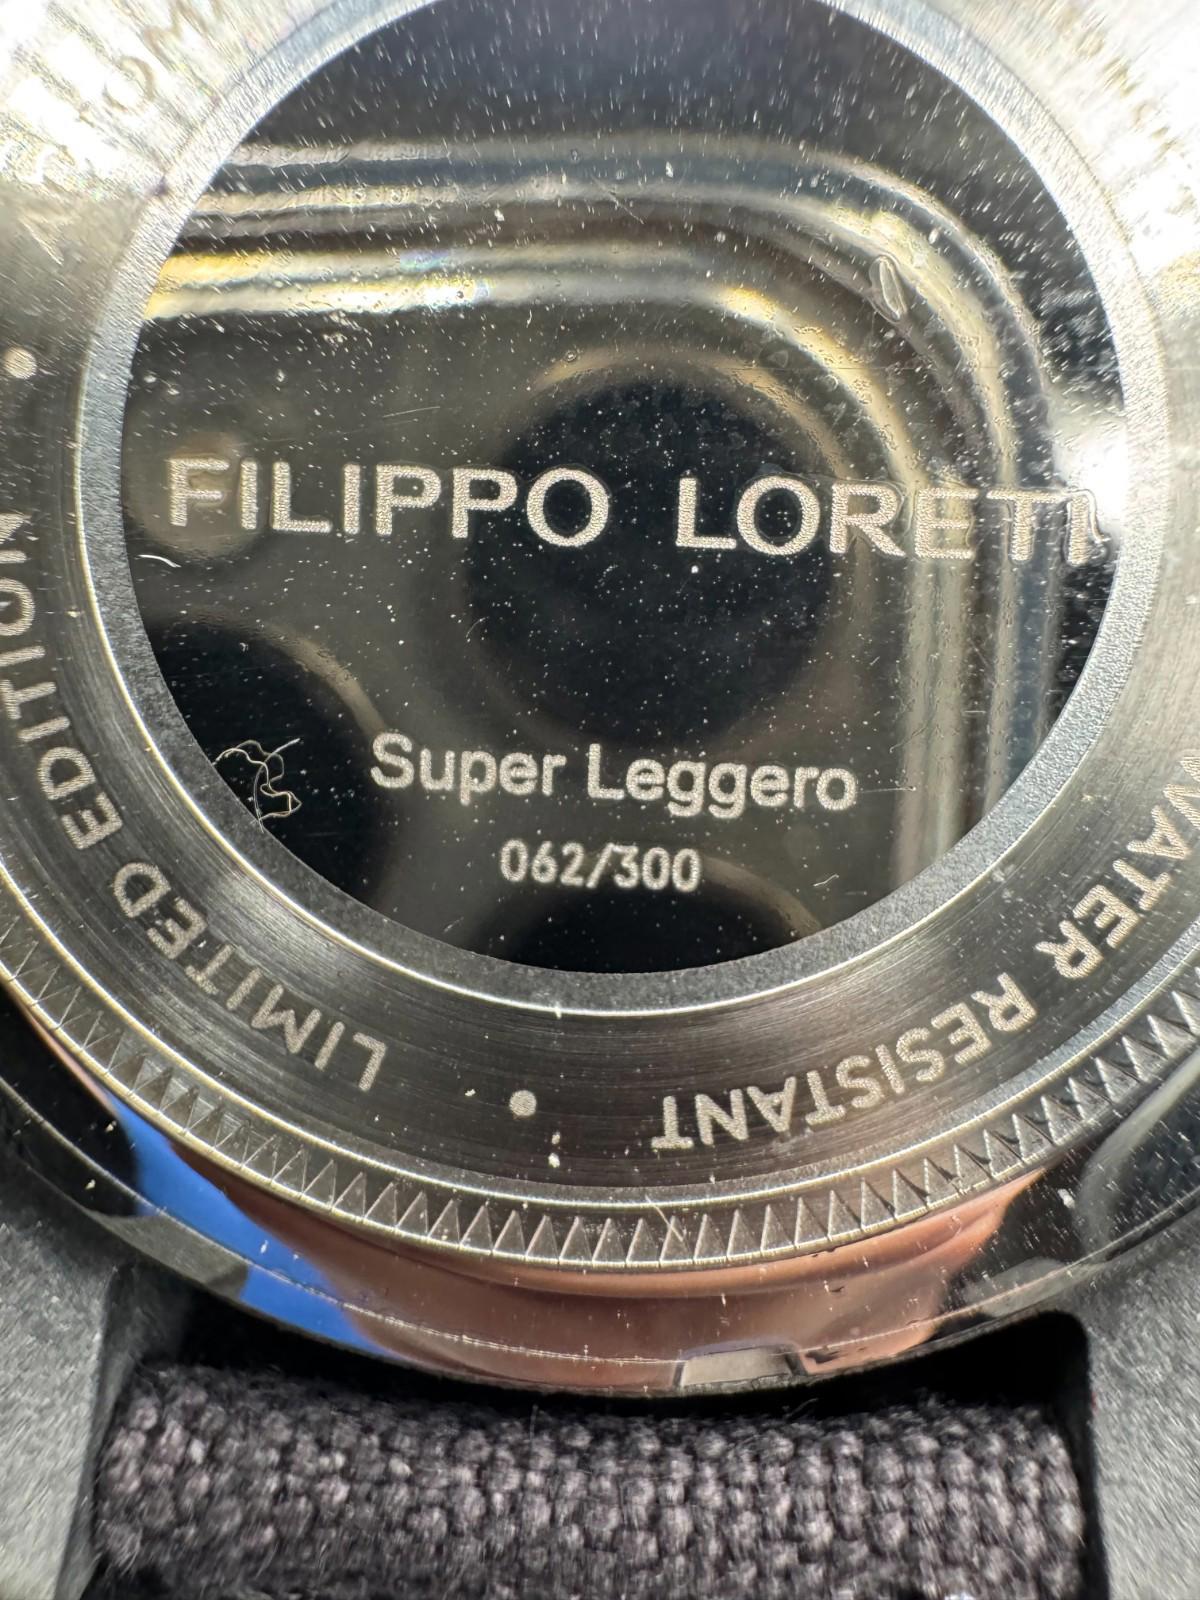 FILIPPO LORETI
Super Leggero
062/300
LIMITED EDITION
WATER RESISTANT